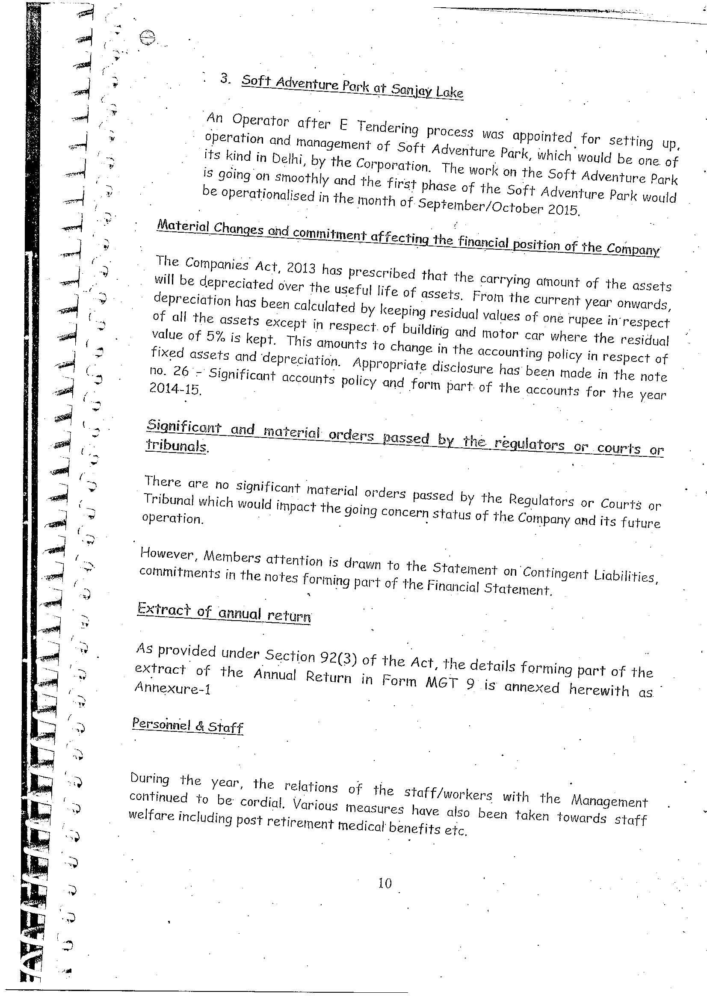 3. Soft Adventure Park at Sanjay Lake
An Operator after E Tendering process was appointed for setting up,
operation and management of Soft Adventure Park, which would be one of
its kind in Delhi, by the Corporation. The work on the Soft Adventure Park
is going on smoothly and the first phase of the Soft Adventure Park would
be operationalised in the month of September/October 2015.
Material Changes and commitment affecting the financial position of the Company
The Companies Act, 2013 has prescribed that the carrying amount of the assets
will be depreciated over the useful life of assets. From the current year onwards,
depreciation has been calculated by keeping residual values of one rupee in respect
of all the assets except in respect of building and motor car where the residual
value of 5% is kept. This amounts to change in the accounting policy in respect of
fixed assets and depreciation. Appropriate disclosure has been made in the note
no. 26 - Significant accounts policy and form part of the accounts for the year
2014-15.
Significant and material orders passed by the regulators or courts or
tribunals.
There are no significant material orders passed by the Regulators or Courts or
Tribunal which would impact the going concern status of the Company and its future
operation.
However, Members attention is drawn to the Statement on Contingent Liabilities,
commitments in the notes forming part of the Financial Statement.
Extract of annual return
As provided under Section 92(3) of the Act, the details forming part of the
extract of the Annual Return in Form MGT 9 is annexed herewith as
Annexure-1
Personnel & Staff
During the year, the relations of the staff/workers with the Management
continued to be cordial. Various measures have also been taken towards staff
welfare including post retirement medical benefits etc.
10